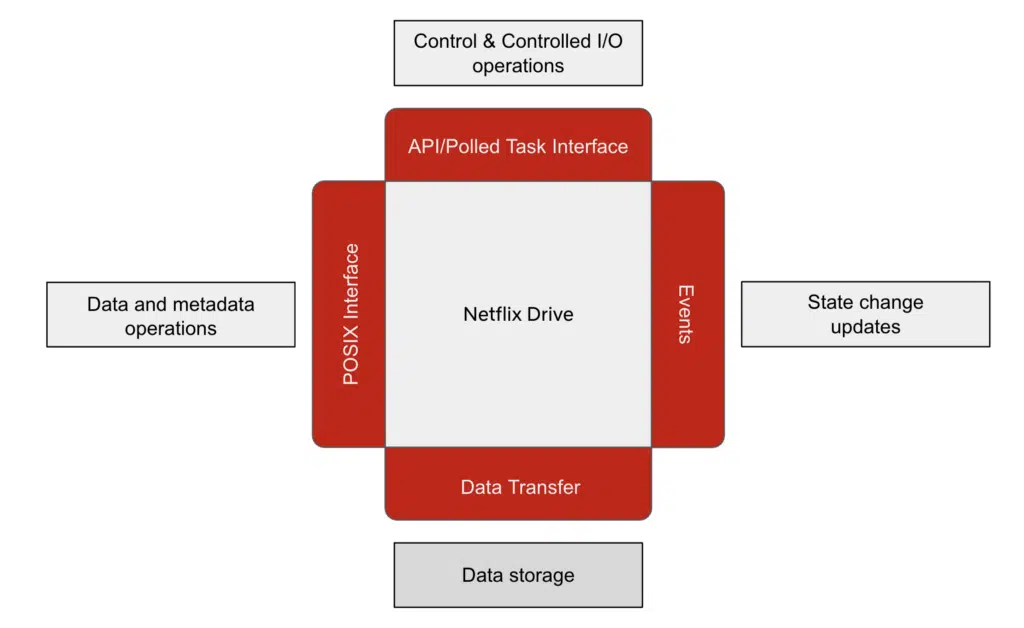 Control & Controlled I/O
operations
API/Polled Task Interface
Data and metadata
operations
POSIX Interface
Netflix Drive
Events
State change
updates
Data Transfer
Data storage